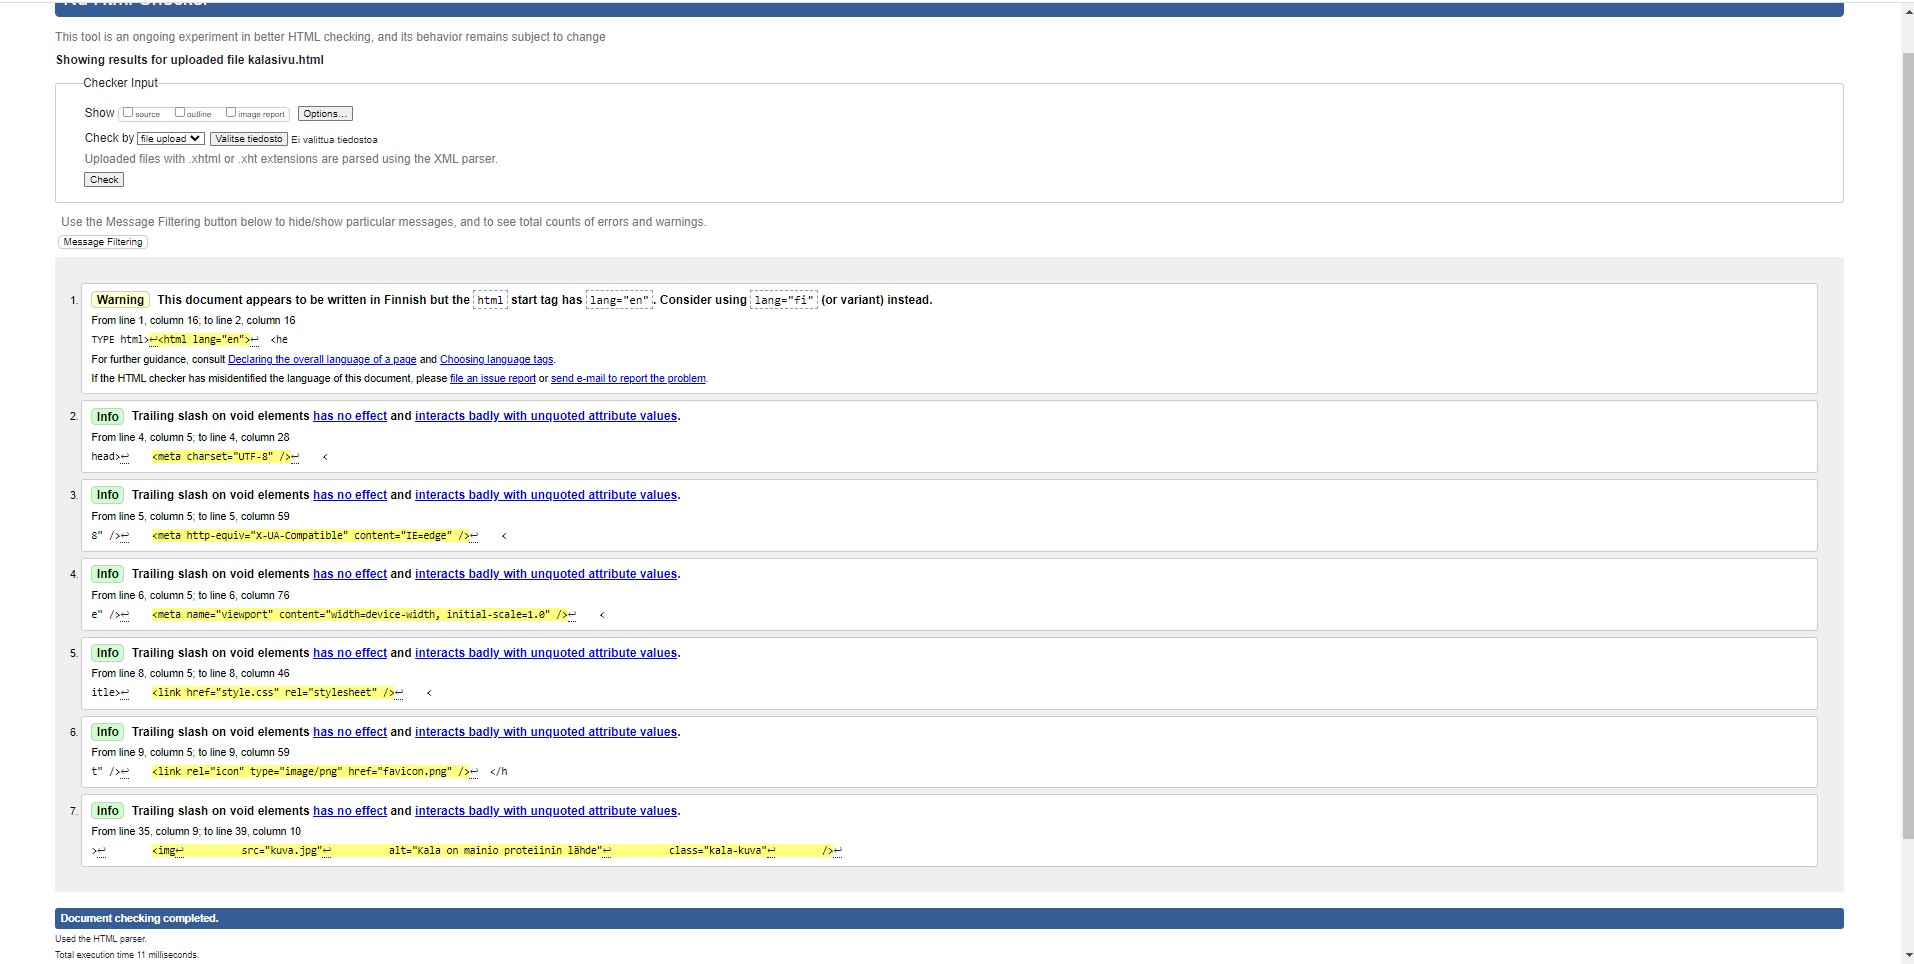 Nu Html Checker
This tool is an ongoing experiment in better HTML checking, and its behavior remains subject to change
Showing results for uploaded file kalasivu.html
Checker Input
Show source outline image report Options...
Check by file upload Valitse tiedosto Ei valittua tiedostoa
Uploaded files with .xhtml or .xht extensions are parsed using the XML parser.
Check
Use the Message Filtering button below to hide/show particular messages, and to see total counts of errors and warnings.
Message Filtering
1. Warning This document appears to be written in Finnish but the html start tag has lang="en". Consider using lang="fi" (or variant) instead.
From line 1, column 16; to line 2, column 16
TYPE html>↩<html lang="en">↩ <he
For further guidance, consult Declaring the overall language of a page and Choosing language tags.
If the HTML checker has misidentified the language of this document, please file an issue report or send e-mail to report the problem.
2. Info Trailing slash on void elements has no effect and interacts badly with unquoted attribute values.
From line 4, column 5; to line 4, column 28
head>↩ <meta charset="UTF-8" />↩ <
3. Info Trailing slash on void elements has no effect and interacts badly with unquoted attribute values.
From line 5, column 5; to line 5, column 59
8" />↩ <meta http-equiv="X-UA-Compatible" content="IE=edge" />↩ <
4. Info Trailing slash on void elements has no effect and interacts badly with unquoted attribute values.
From line 6, column 5; to line 6, column 76
e" />↩ <meta name="viewport" content="width=device-width, initial-scale=1.0" />↩ <
5. Info Trailing slash on void elements has no effect and interacts badly with unquoted attribute values.
From line 8, column 5; to line 8, column 46
itle>↩ <link href="style.css" rel="stylesheet" />↩ <
6. Info Trailing slash on void elements has no effect and interacts badly with unquoted attribute values.
From line 9, column 5; to line 9, column 59
t" />↩ <link rel="icon" type="image/png" href="favicon.png" />↩ </h
7. Info Trailing slash on void elements has no effect and interacts badly with unquoted attribute values.
From line 35, column 9; to line 39, column 10
>↩ <img↩ src="kuva.jpg"↩ alt="Kala on mainio proteiinin lähde"↩ class="kala-kuva"↩ />↩
Document checking completed.
Used the HTML parser.
Total execution time 11 milliseconds.